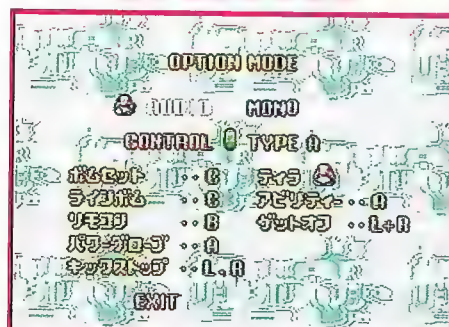 OPTION MODE
MONO
CONTROL TYPE A
ボムセット ‥C ティラ
ラインボム ‥C アビリティー‥A
リモコン ‥B ゲットオフ ‥L+R
パワーグローブ ‥A
キックストップ ‥L,R
EXIT